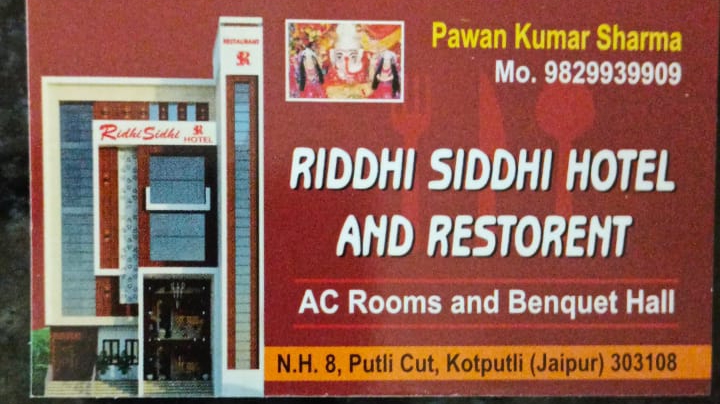 Pawan Kumar Sharma
Mo. 9829939909
RESTAURANT
R
Ridhi Sidhi R
HOTEL
RIDDHI SIDDHI HOTEL
AND RESTORENT
AC Rooms and Benquet Hall
N.H. 8, Putli Cut, Kotputli (Jaipur) 303108